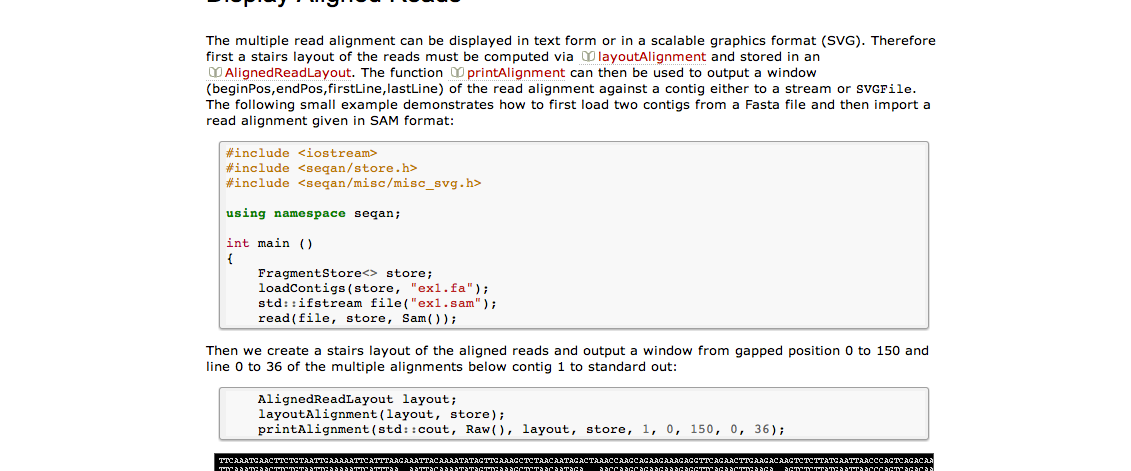 Display Aligned Reads
The multiple read alignment can be displayed in text form or in a scalable graphics format (SVG). Therefore
first a stairs layout of the reads must be computed via layoutAlignment and stored in an
AlignedReadLayout. The function printAlignment can then be used to output a window
(beginPos,endPos,firstLine,lastLine) of the read alignment against a contig either to a stream or SVGFile.
The following small example demonstrates how to first load two contigs from a Fasta file and then import a
read alignment given in SAM format:
#include <iostream>
#include <seqan/store.h>
#include <seqan/misc/misc_svg.h>
using namespace seqan;
int main ()
{
FragmentStore<> store;
loadContigs(store, "ex1.fa");
std::ifstream file("ex1.sam");
read(file, store, Sam());
Then we create a stairs layout of the aligned reads and output a window from gapped position 0 to 150 and
line 0 to 36 of the multiple alignments below contig 1 to standard out:
AlignedReadLayout layout;
layoutAlignment(layout, store);
printAlignment(std::cout, Raw(), layout, store, 1, 0, 150, 0, 36);